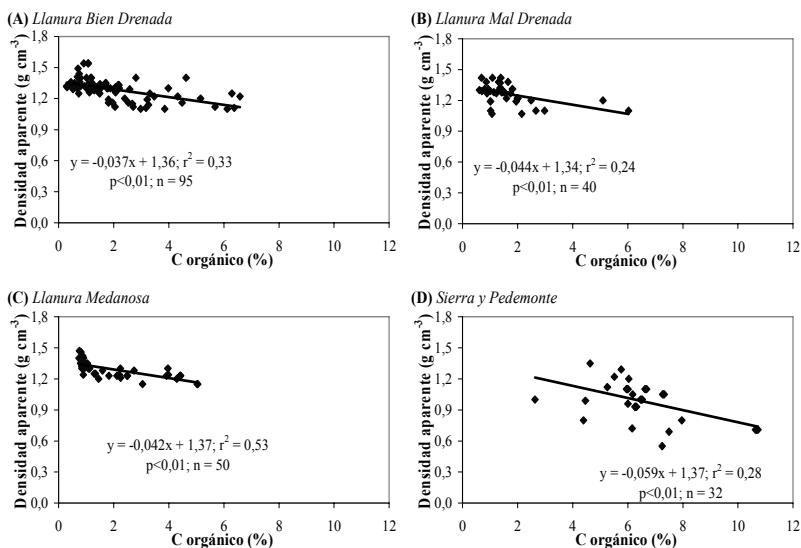 (A) Llanura Bien Drenada
Densidad aparente (g cm-3)
1,8
1,5
1,2
0,9
0,6
0,3
0,0
y = -0,037x + 1,36; r2 = 0,33
p<0,01; n = 95
0 2 4 6 8 10 12
C orgánico (%)
(B) Llanura Mal Drenada
Densidad aparente (g cm-3)
1,8
1,5
1,2
0,9
0,6
0,3
0,0
y = -0,044x + 1,34; r2 = 0,24
p<0,01; n = 40
0 2 4 6 8 10 12
C orgánico (%)
(C) Llanura Medanosa
Densidad aparente (g cm-3)
1,8
1,5
1,2
0,9
0,6
0,3
0,0
y = -0,042x + 1,37; r2 = 0,53
p<0,01; n = 50
0 2 4 6 8 10 12
C orgánico (%)
(D) Sierra y Pedemonte
Densidad aparente (g cm-3)
1,8
1,5
1,2
0,9
0,6
0,3
0,0
y = -0,059x + 1,37; r2 = 0,28
p<0,01; n = 32
0 2 4 6 8 10 12
C orgánico (%)